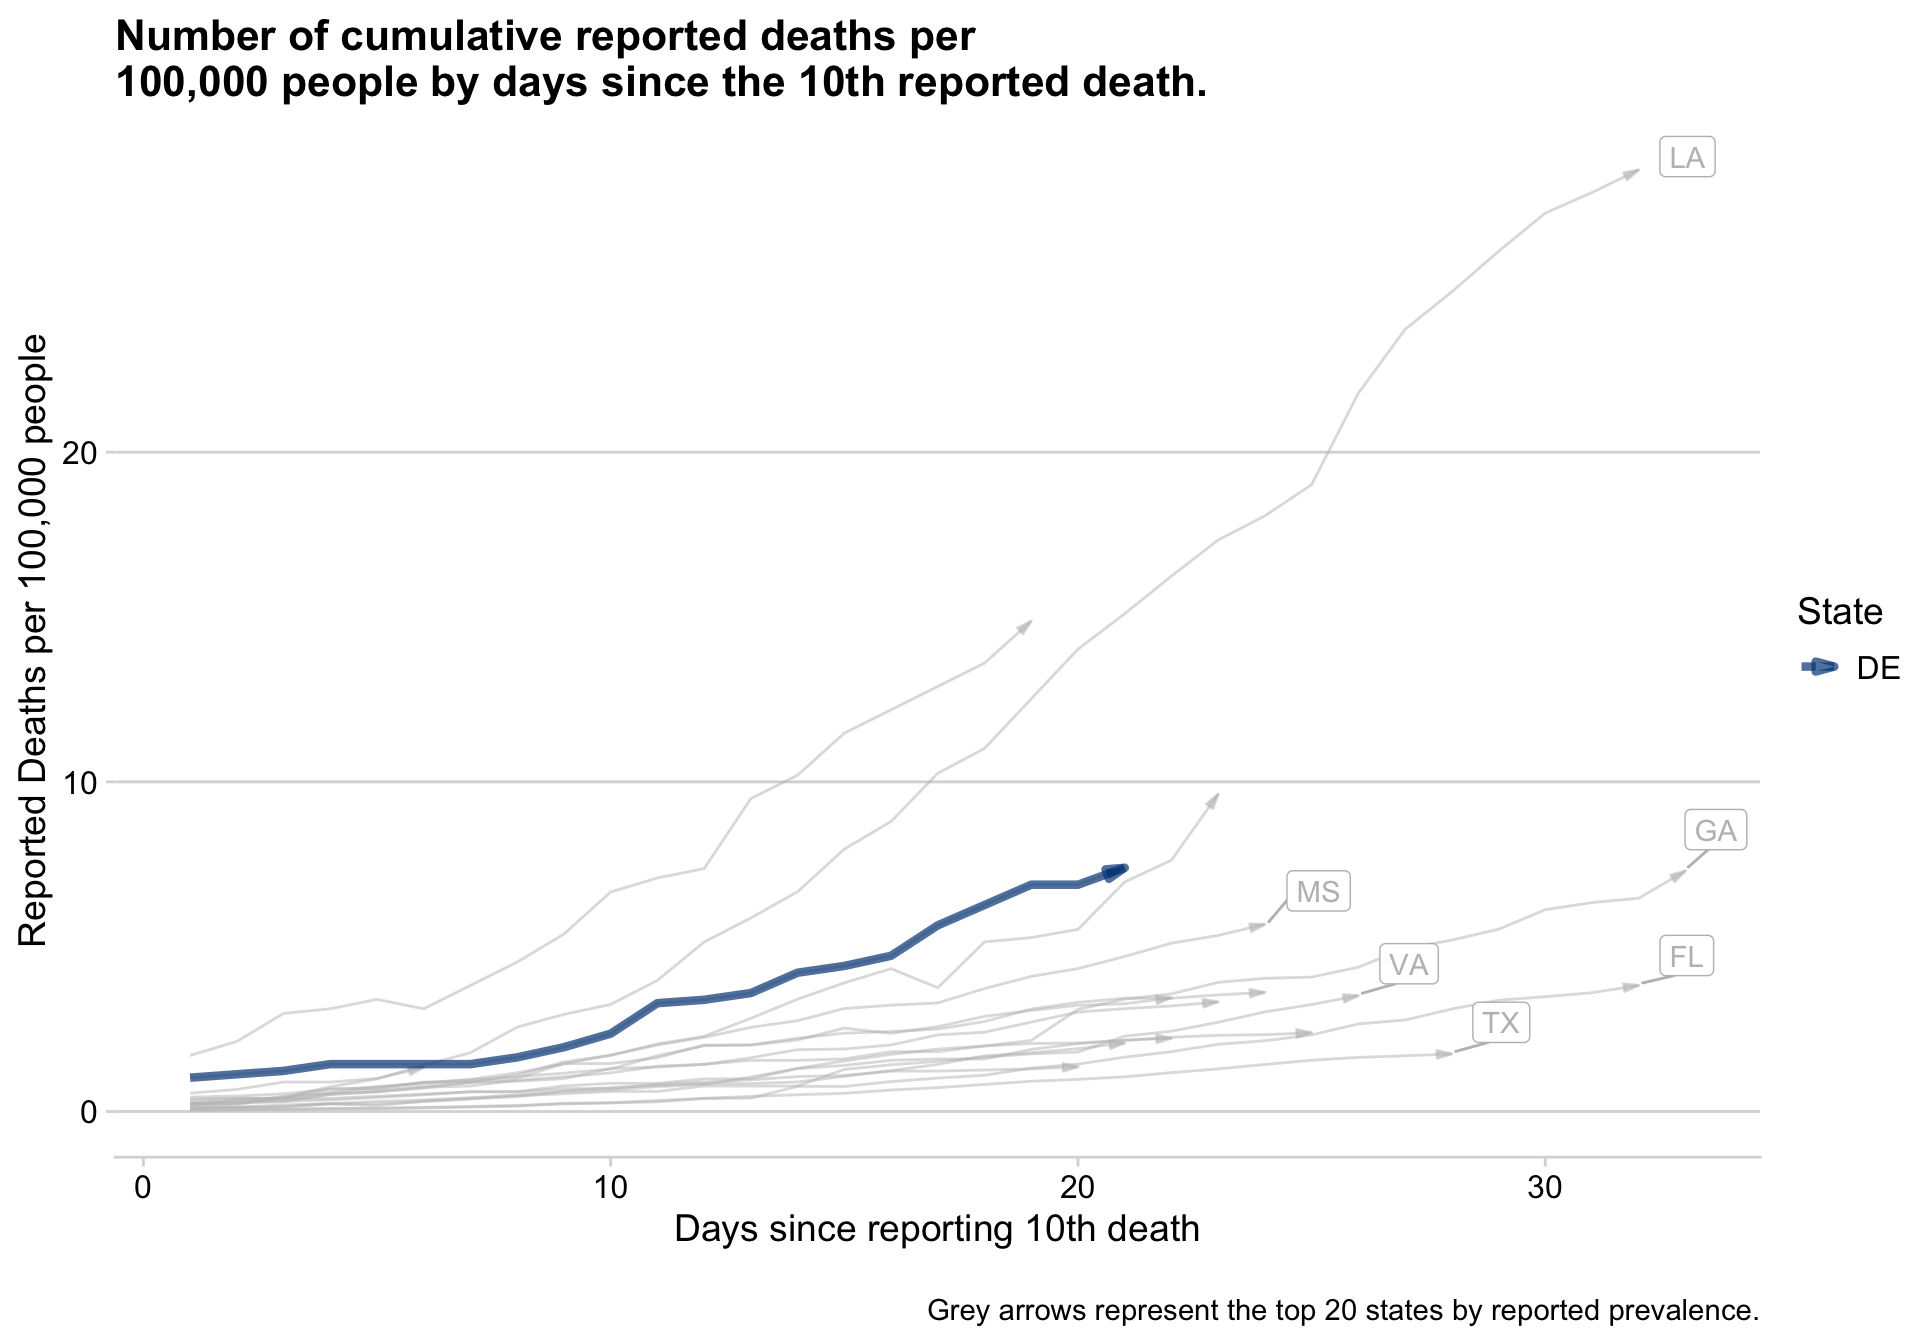 Number of cumulative reported deaths per
100,000 people by days since the 10th reported death.
LA
Reported Deaths per 100,000 people
20
State
DE
10
GA
MS
FL
VA
TX
0
0 10 20 30
Days since reporting 10th death
Grey arrows represent the top 20 states by reported prevalence.